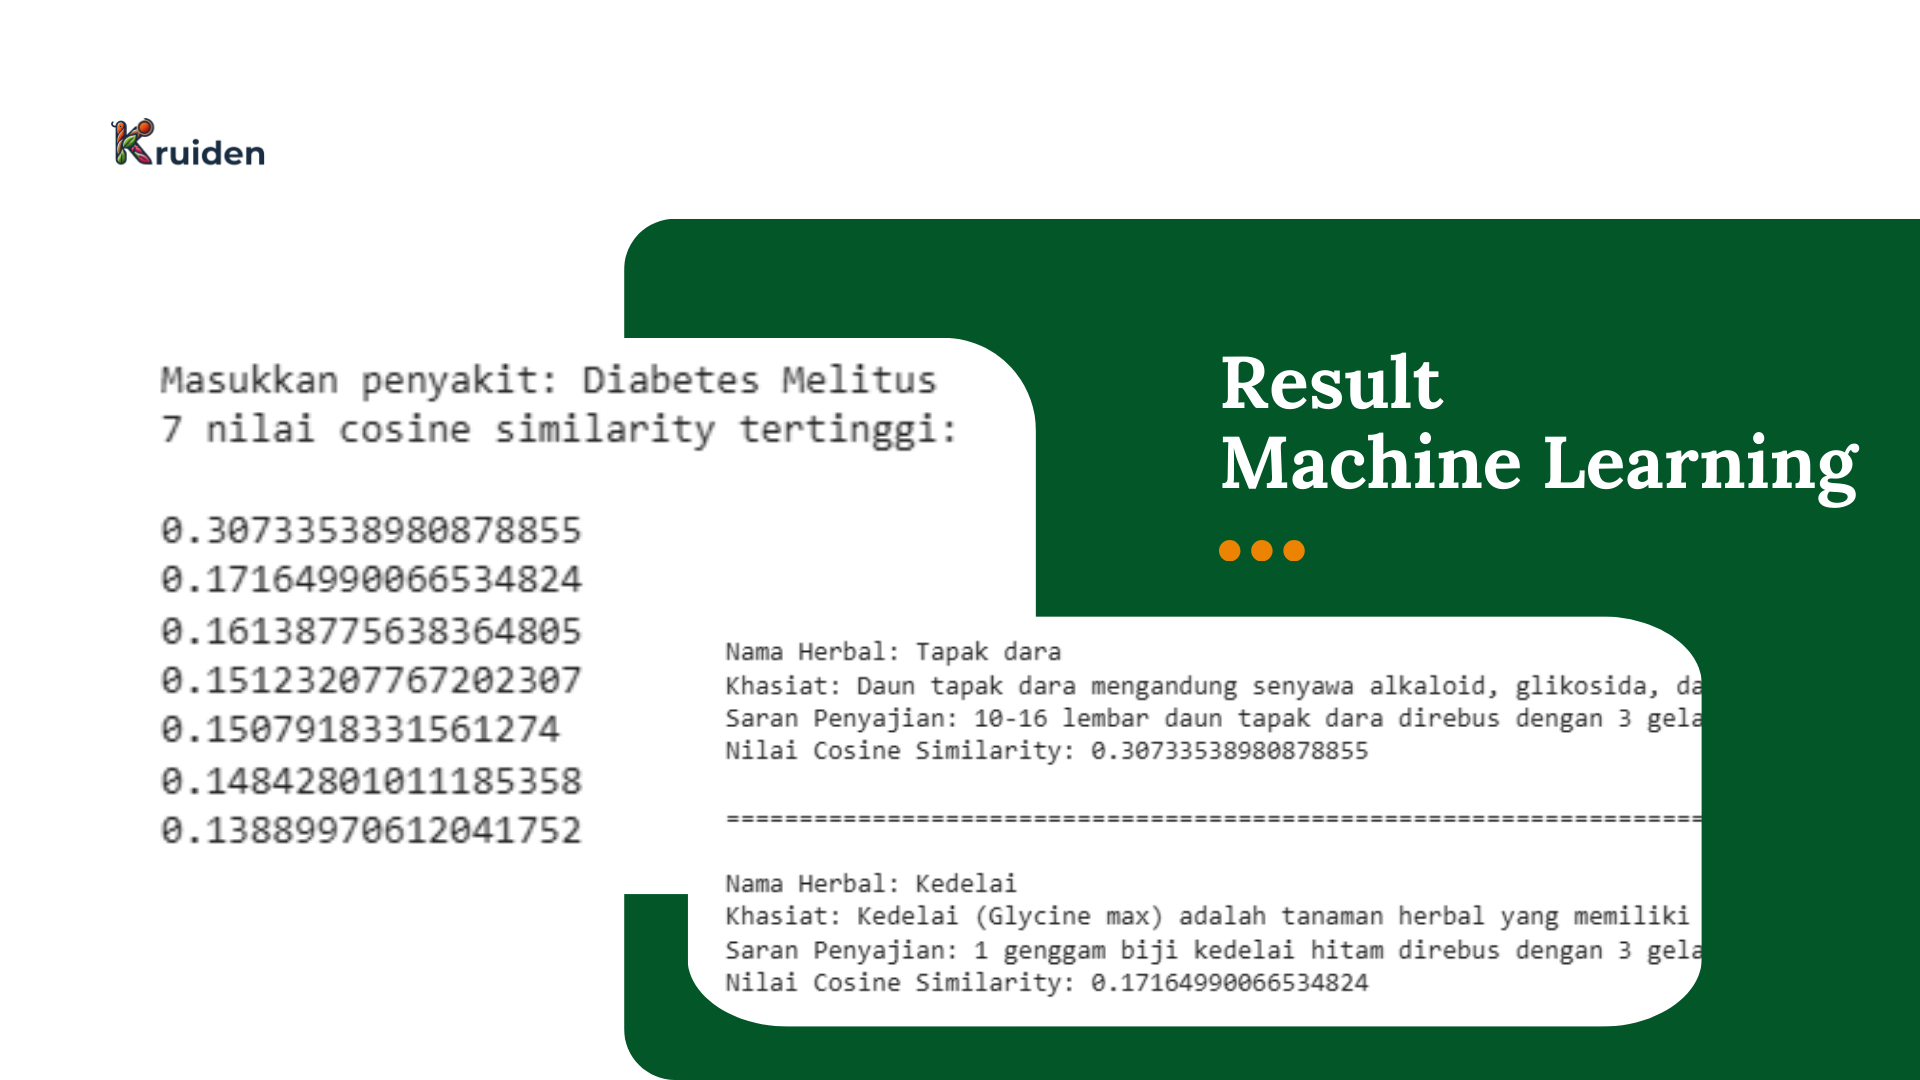 Kruiden
Result
Machine Learning
Masukkan penyakit: Diabetes Melitus
7 nilai cosine similarity tertinggi:
0.30733538980878855
0.17164990066534824
0.16138775638364805
0.15123207767202307
0.1507918331561274
0.14842801011185358
0.13889970612041752
Nama Herbal: Tapak dara
Khasiat: Daun tapak dara mengandung senyawa alkaloid, glikosida, da
Saran Penyajian: 10-16 lembar daun tapak dara direbus dengan 3 gela
Nilai Cosine Similarity: 0.30733538980878855
===================================================================
Nama Herbal: Kedelai
Khasiat: Kedelai (Glycine max) adalah tanaman herbal yang memiliki
Saran Penyajian: 1 genggam biji kedelai hitam direbus dengan 3 gela
Nilai Cosine Similarity: 0.17164990066534824